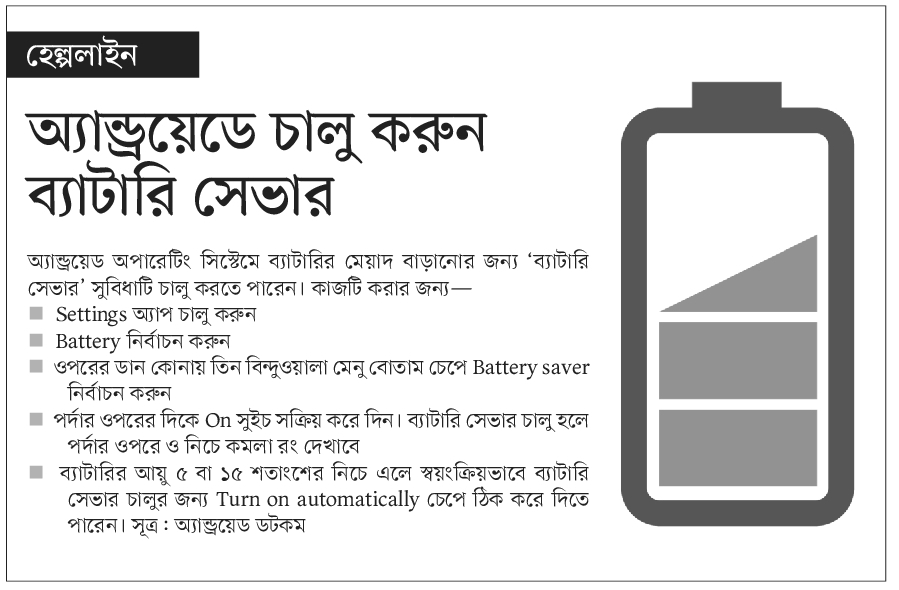 হেল্পলাইন
অ্যান্ড্রয়েডে চালু করুন
ব্যাটারি সেভার
অ্যান্ড্রয়েড অপারেটিং সিস্টেমে ব্যাটারির মেয়াদ বাড়ানোর জন্য ‘ব্যাটারি
সেভার’ সুবিধাটি চালু করতে পারেন। কাজটি করার জন্য—
■ Settings অ্যাপ চালু করুন
■ Battery নির্বাচন করুন
■ ওপরের ডান কোনায় তিন বিন্দুওয়ালা মেনু বোতাম চেপে Battery saver
নির্বাচন করুন
■ পর্দার ওপরের দিকে On সুইচ সক্রিয় করে দিন। ব্যাটারি সেভার চালু হলে
পর্দার ওপরে ও নিচে কমলা রং দেখাবে
■ ব্যাটারির আয়ু ৫ বা ১৫ শতাংশের নিচে এলে স্বয়ংক্রিয়ভাবে ব্যাটারি
সেভার চালুর জন্য Turn on automatically চেপে ঠিক করে দিতে
পারেন। সূত্র : অ্যান্ড্রয়েড ডটকম